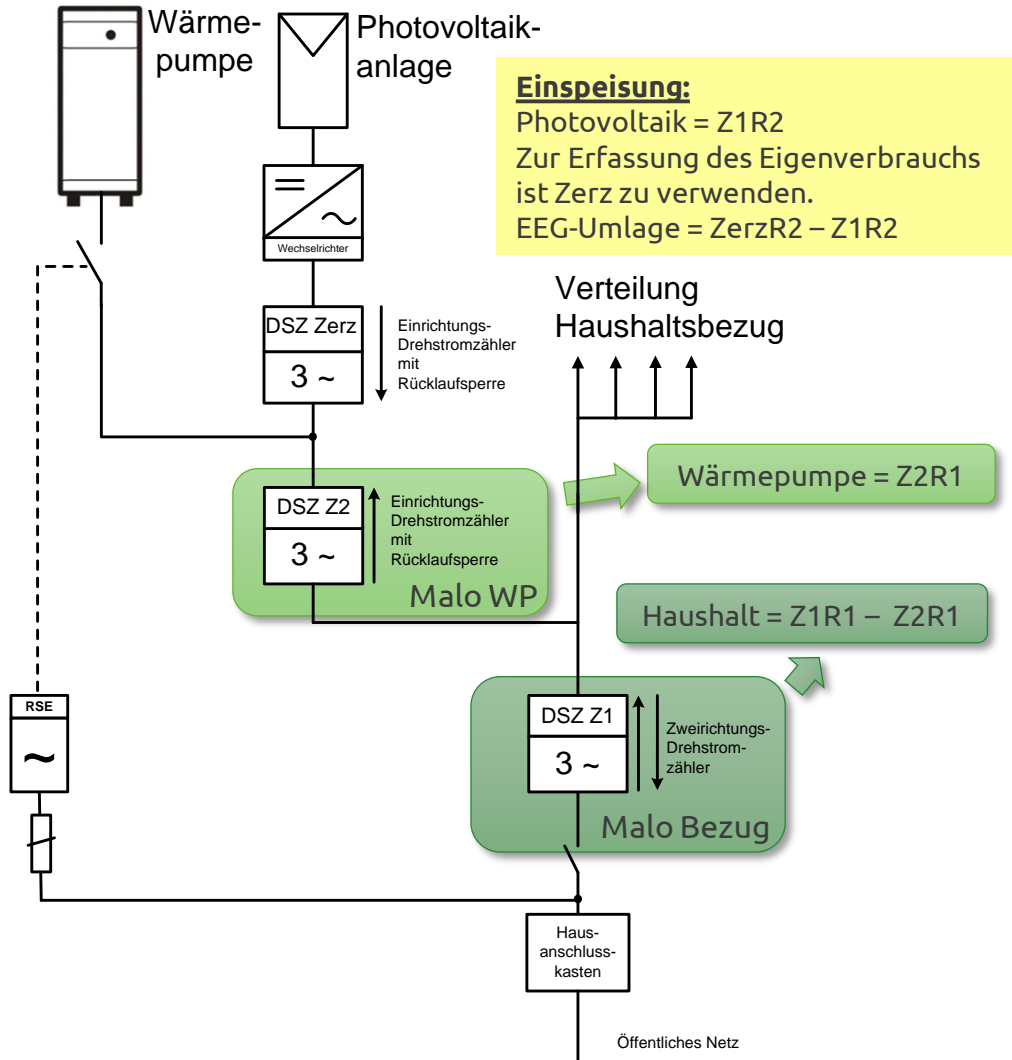 Wärme-
pumpe
Photovoltaik-
anlage
Einspeisung:
Photovoltaik = Z1R2
Zur Erfassung des Eigenverbrauchs
ist Zerz zu verwenden.
EEG-Umlage = ZerzR2 – Z1R2
Wechselrichter
Verteilung
Haushaltsbezug
DSZ Zerz
3 ~
Einrichtungs-
Drehstromzähler
mit
Rücklaufsperre
Wärmepumpe = Z2R1
DSZ Z2
3 ~
Einrichtungs-
Drehstromzähler
mit
Rücklaufsperre
Malo WP
Haushalt = Z1R1 – Z2R1
RSE
~
DSZ Z1
3 ~
Zweirichtungs-
Drehstrom-
zähler
Malo Bezug
Haus-
anschluss-
kasten
Öffentliches Netz